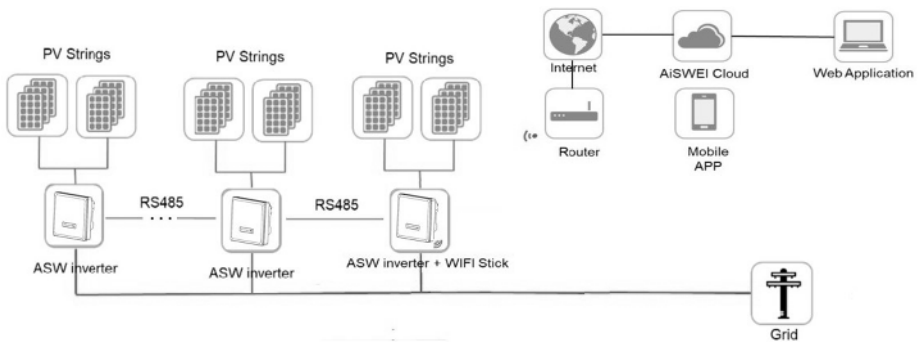 PV Strings
PV Strings
PV Strings
Internet
AiSWEI Cloud
Web Application
Router
Mobile
APP
RS485
RS485
ASW inverter
ASW inverter
ASW inverter + WIFI Stick
Grid